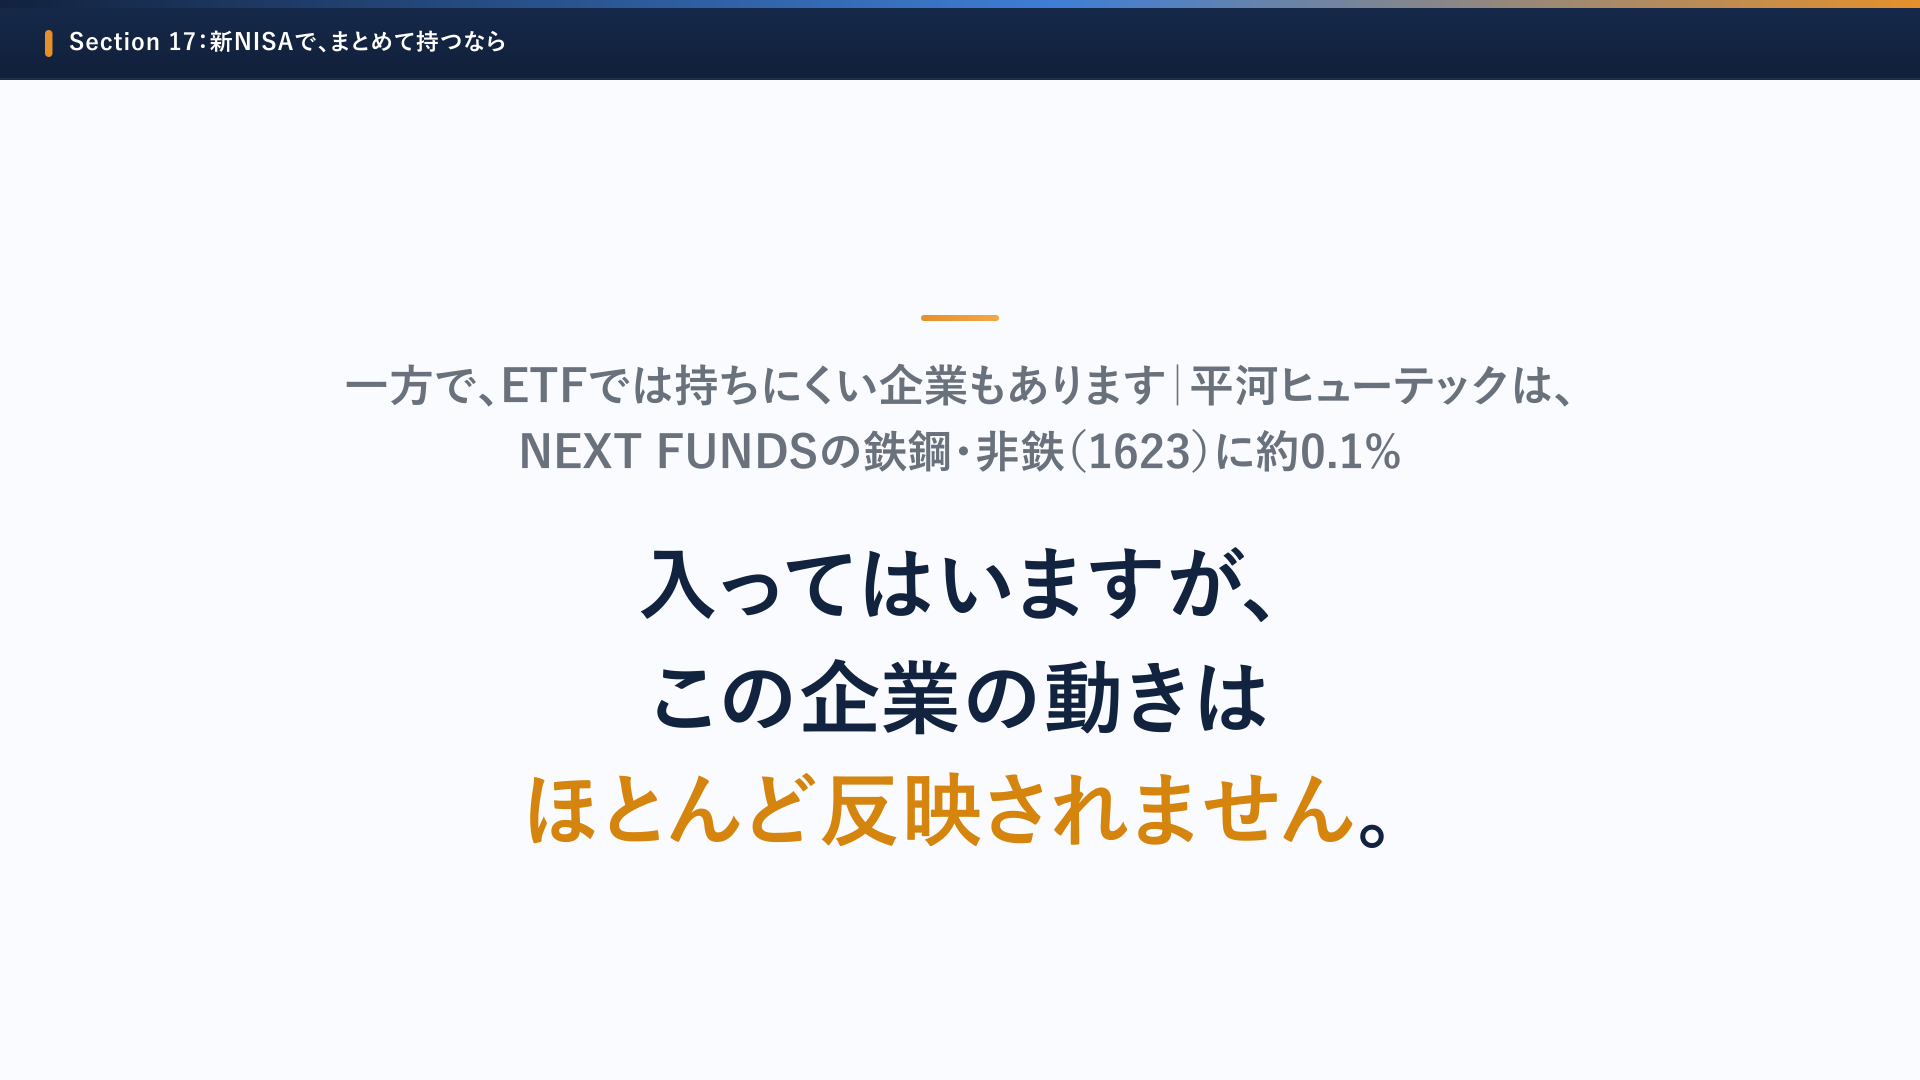 Section 17：新NISAで、まとめて持つなら
一方で、ETFでは持ちにくい企業もあります｜平河ヒューテックは、
NEXT FUNDSの鉄鋼・非鉄（1623）に約0.1%
入ってはいますが、
この企業の動きは
ほとんど反映されません。